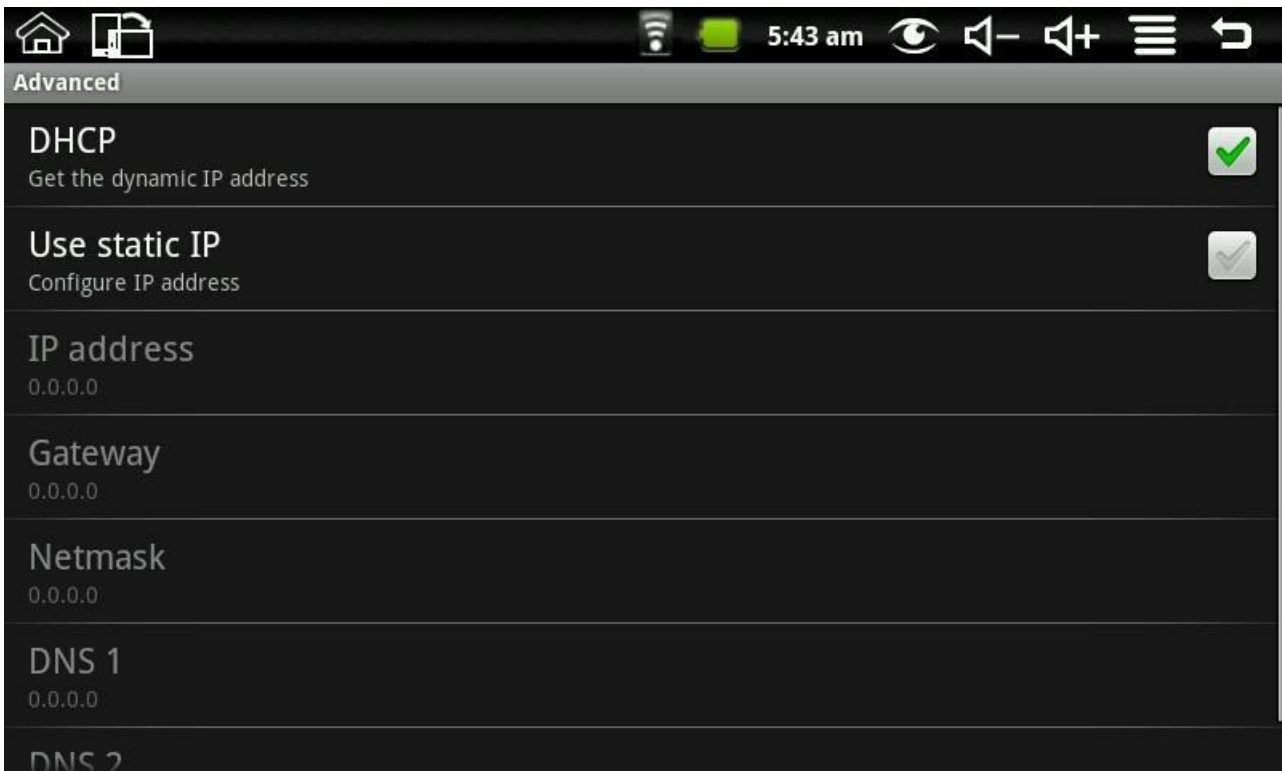 5:43 am
Advanced
DHCP
Get the dynamic IP address
Use static IP
Configure IP address
IP address
0.0.0.0
Gateway
0.0.0.0
Netmask
0.0.0.0
DNS 1
0.0.0.0
DNS 2